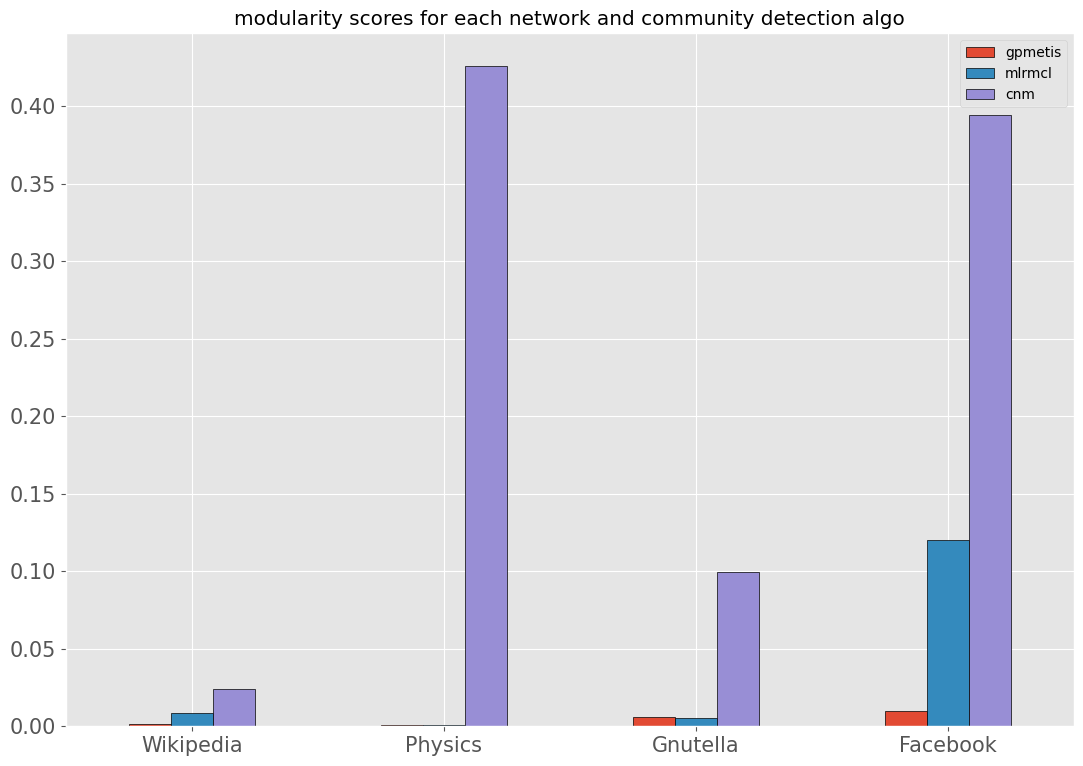 modularity scores for each network and community detection algo
gpmetis
mlrmcl
cnm
0.40
0.35
0.30
0.25
0.20
0.15
0.10
0.05
0.00
Wikipedia Physics Gnutella Facebook